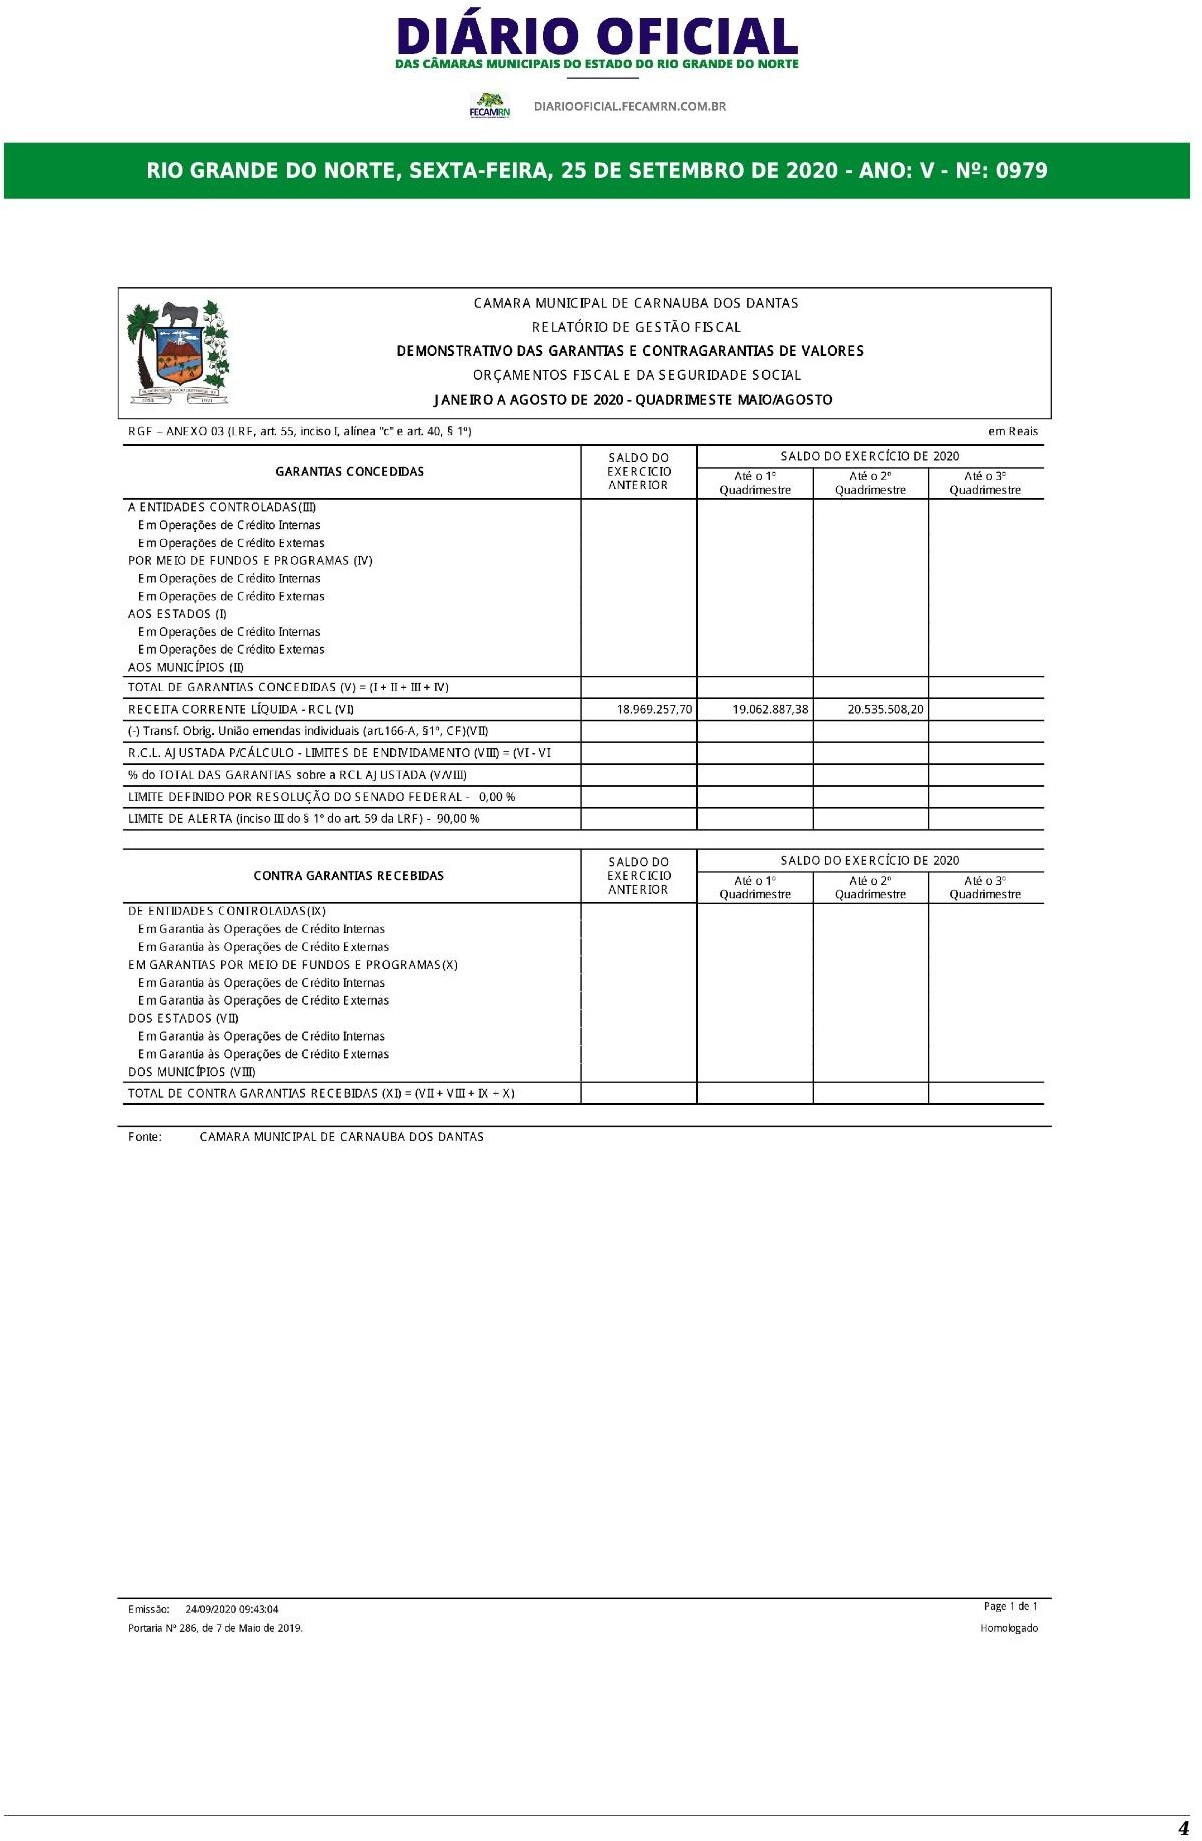 DIÁRIO OFICIAL
DAS CÂMARAS MUNICIPAIS DO ESTADO DO RIO GRANDE DO NORTE
FECAMRN DIARIOOFICIAL.FECAMRN.COM.BR
RIO GRANDE DO NORTE, SEXTA-FEIRA, 25 DE SETEMBRO DE 2020 - ANO: V - Nº: 0979
CAMARA MUNICIPAL DE CARNAUBA DOS DANTAS
RELATÓRIO DE GESTÃO FISCAL
DEMONSTRATIVO DAS GARANTIAS E CONTRAGARANTIAS DE VALORES
ORÇAMENTOS FISCAL E DA SEGURIDADE SOCIAL
JANEIRO A AGOSTO DE 2020 - QUADRIMESTE MAIO/AGOSTO
RGF – ANEXO 03 (LRF, art. 55, inciso I, alínea "c" e art. 40, § 1º) em Reais
GARANTIAS CONCEDIDAS
SALDO DO
EXERCICIO
ANTERIOR
SALDO DO EXERCÍCIO DE 2020
Até o 1º Até o 2º Até o 3º
Quadrimestre Quadrimestre Quadrimestre
A ENTIDADES CONTROLADAS(III)
Em Operações de Crédito Internas
Em Operações de Crédito Externas
POR MEIO DE FUNDOS E PROGRAMAS (IV)
Em Operações de Crédito Internas
Em Operações de Crédito Externas
AOS ESTADOS (I)
Em Operações de Crédito Internas
Em Operações de Crédito Externas
AOS MUNICÍPIOS (II)
TOTAL DE GARANTIAS CONCEDIDAS (V) = (I + II + III + IV)
RECEITA CORRENTE LÍQUIDA - RCL (VI) 18.969.257,70 19.062.887,38 20.535.508,20
(-) Transf. Obrig. União emendas individuais (art.166-A, §1º, CF)(VII)
R.C.L. AJUSTADA P/CÁLCULO - LIMITES DE ENDIVIDAMENTO (VIII) = (VI - VI
% do TOTAL DAS GARANTIAS sobre a RCL AJUSTADA (V/VIII)
LIMITE DEFINIDO POR RESOLUÇÃO DO SENADO FEDERAL - 0,00 %
LIMITE DE ALERTA (inciso III do § 1º do art. 59 da LRF) - 90,00 %
CONTRA GARANTIAS RECEBIDAS
SALDO DO
EXERCICIO
ANTERIOR
SALDO DO EXERCÍCIO DE 2020
Até o 1º Até o 2º Até o 3º
Quadrimestre Quadrimestre Quadrimestre
DE ENTIDADES CONTROLADAS(IX)
Em Garantia às Operações de Crédito Internas
Em Garantia às Operações de Crédito Externas
EM GARANTIAS POR MEIO DE FUNDOS E PROGRAMAS(X)
Em Garantia às Operações de Crédito Internas
Em Garantia às Operações de Crédito Externas
DOS ESTADOS (VII)
Em Garantia às Operações de Crédito Internas
Em Garantia às Operações de Crédito Externas
DOS MUNICÍPIOS (VIII)
TOTAL DE CONTRA GARANTIAS RECEBIDAS (XI) = (VII + VIII + IX + X)
Fonte: CAMARA MUNICIPAL DE CARNAUBA DOS DANTAS
Emissão: 24/09/2020 09:43:04 Page 1 de 1
Portaria Nº 286, de 7 de Maio de 2019. Homologado
4